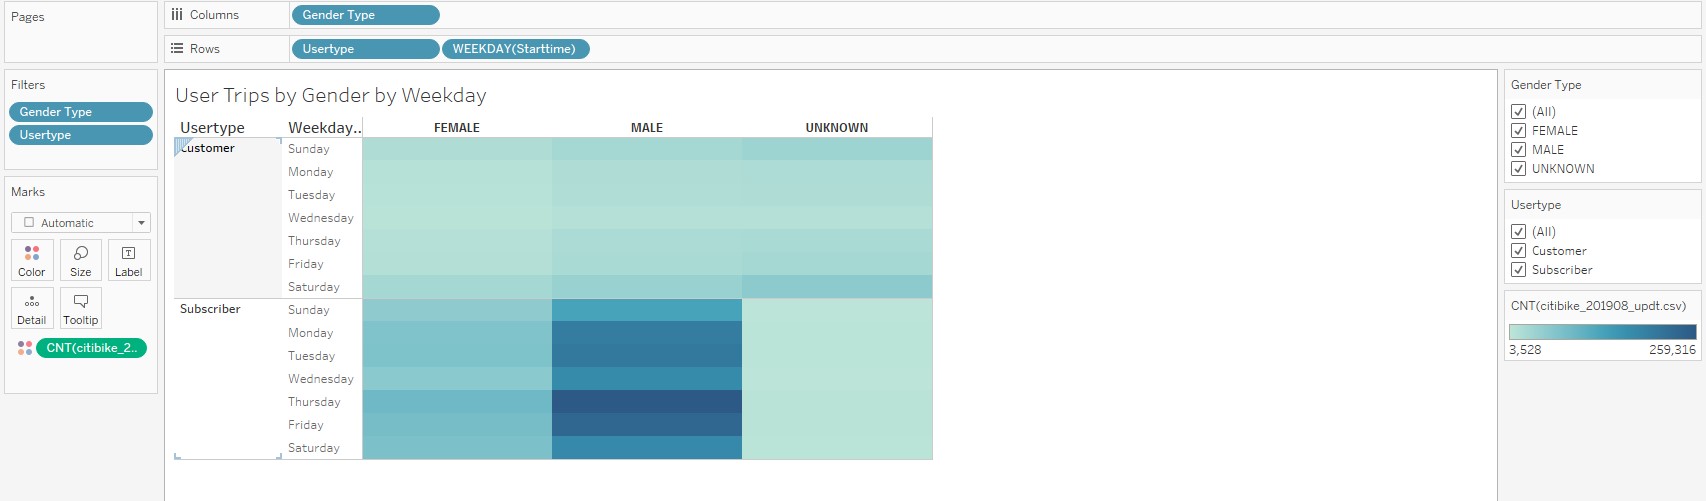 Pages
Columns
Gender Type
Rows
Usertype
WEEKDAY(Starttime)
Filters
Gender Type
Usertype
Marks
Automatic
Color
Size
Label
Detail
Tooltip
CNT(citibike_2..
User Trips by Gender by Weekday
Usertype
Weekday..
FEMALE
MALE
UNKNOWN
Customer
Sunday
Monday
Tuesday
Wednesday
Thursday
Friday
Saturday
Subscriber
Sunday
Monday
Tuesday
Wednesday
Thursday
Friday
Saturday
Gender Type
(All)
FEMALE
MALE
UNKNOWN
Usertype
(All)
Customer
Subscriber
CNT(citibike_201908_updt.csv)
3,528
259,316